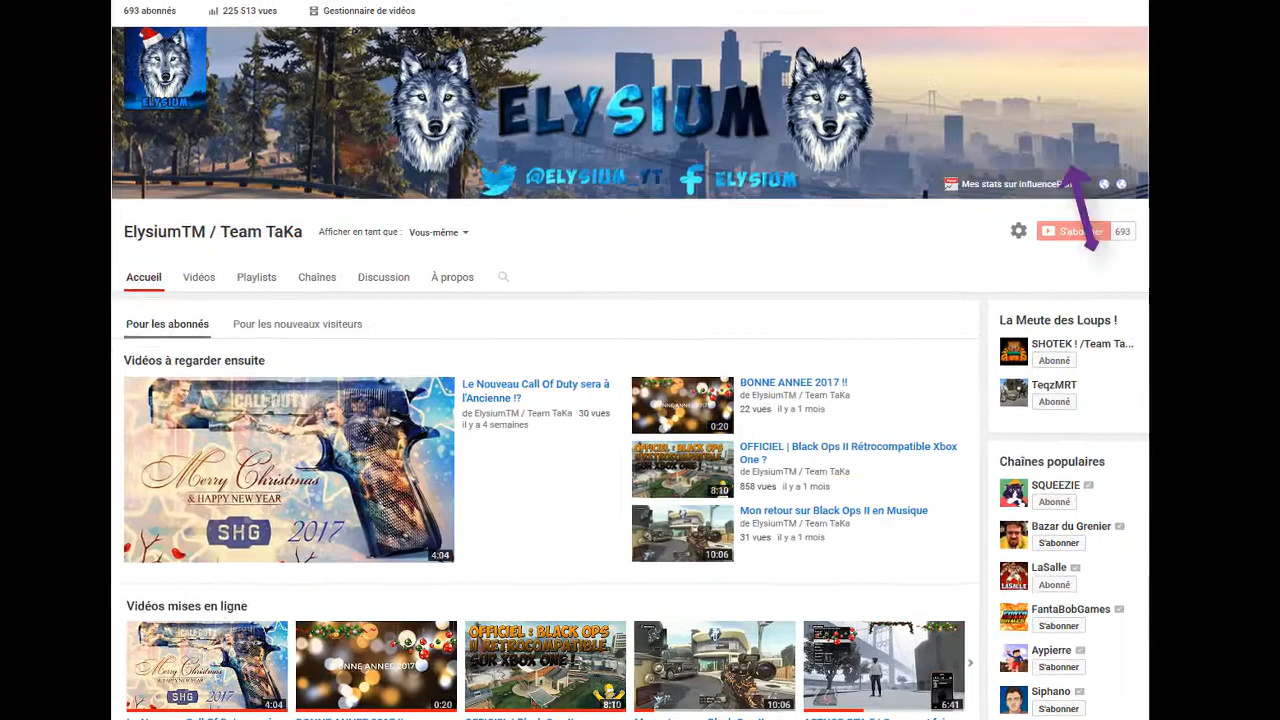 693 abonnés
225 513 vues
Gestionnaire de vidéos
ELYSIUM
ELYSIUM
@ELYSIUM YT
ELYSIUM
Mes stats sur
ElysiumTM / Team TaKa
Afficher en tant que :
Vous-même
693
Accueil
Vidéos
Playlists
Chaînes
Discussion
À propos
Pour les abonnés
Pour les nouveaux visiteurs
Vidéos à regarder ensuite
CALL OF DUTY
Merry Christmas
& HAPPY NEW YEAR
SHG
2017
4:04
Le Nouveau Call Of Duty sera à
l'Ancienne !?
de ElysiumTM / Team TaKa 30 vues
il y a 4 semaines
BONNE ANNEE 2017
0:20
BONNE ANNEE 2017 !!
de ElysiumTM / Team TaKa
22 vues il y a 1 mois
OFFICIEL : BLACK OPS
II RETROCOMPATIBLE
SUR XBOX ONE !
8:10
OFFICIEL | Black Ops II Rétrocompatible Xbox
One ?
de ElysiumTM / Team TaKa
858 vues il y a 1 mois
10:06
Mon retour sur Black Ops II en Musique
de ElysiumTM / Team TaKa
31 vues il y a 1 mois
Vidéos mises en ligne
CALL OF DUTY
Merry Christmas
& HAPPY NEW YEAR
SHG
2017
4:04
BONNE ANNEE 2017
0:20
OFFICIEL : BLACK OPS
II RETROCOMPATIBLE
SUR XBOX ONE !
8:10
10:06
6:41
La Meute des Loups !
SHOTEK ! /Team Ta...
Abonné
TeqzMRT
Abonné
Chaînes populaires
SQUEEZIE
Abonné
Bazar du Grenier
S'abonner
LASALLE
LaSalle
Abonné
FantaBobGames
S'abonner
Aypierre
S'abonner
Siphano
S'abonner